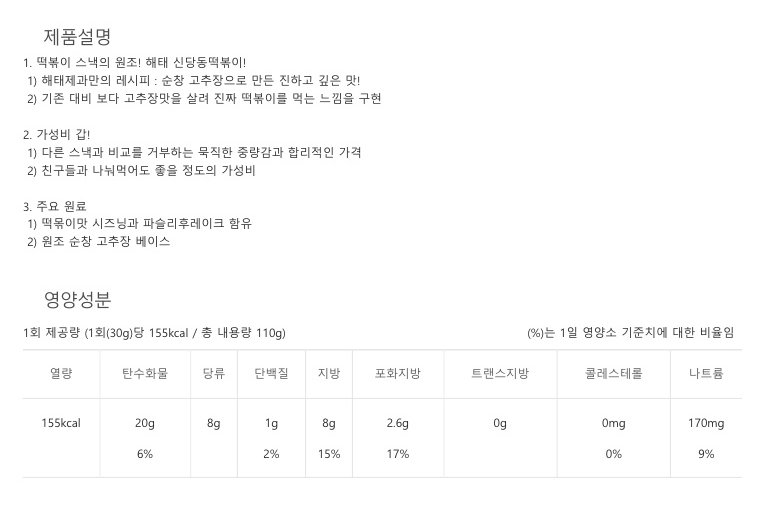 제품설명
1. 떡볶이 스낵의 원조! 해태 신당동떡볶이!
1) 해태제과만의 레시피 : 순창 고추장으로 만든 진하고 깊은 맛!
2) 기존 대비 보다 고추장맛을 살려 진짜 떡볶이를 먹는 느낌을 구현
2. 가성비 갑!
1) 다른 스낵과 비교를 거부하는 묵직한 중량감과 합리적인 가격
2) 친구들과 나눠먹어도 좋을 정도의 가성비
3. 주요 원료
1) 떡볶이맛 시즈닝과 파슬리후레이크 함유
2) 원조 순창 고추장 베이스
영양성분
1회 제공량 (1회(30g)당 155kcal / 총 내용량 110g) (%)는 1일 영양소 기준치에 대한 비율임
열량 탄수화물 당류 단백질 지방 포화지방 트랜스지방 콜레스테롤 나트륨
155kcal 20g 8g 1g 8g 2.6g 0g 0mg 170mg
6% 2% 15% 17% 0% 9%